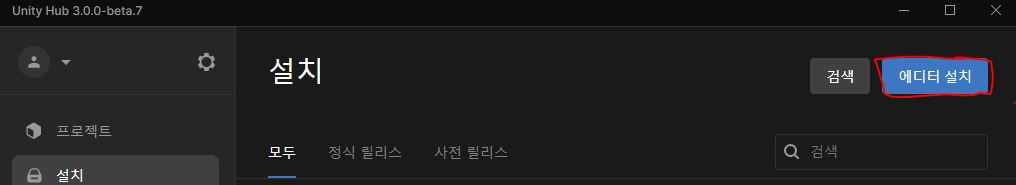 Unity Hub 3.0.0-beta.7
설치
검색
에디터 설치
프로젝트
설치
모두
정식 릴리스
사전 릴리스
검색